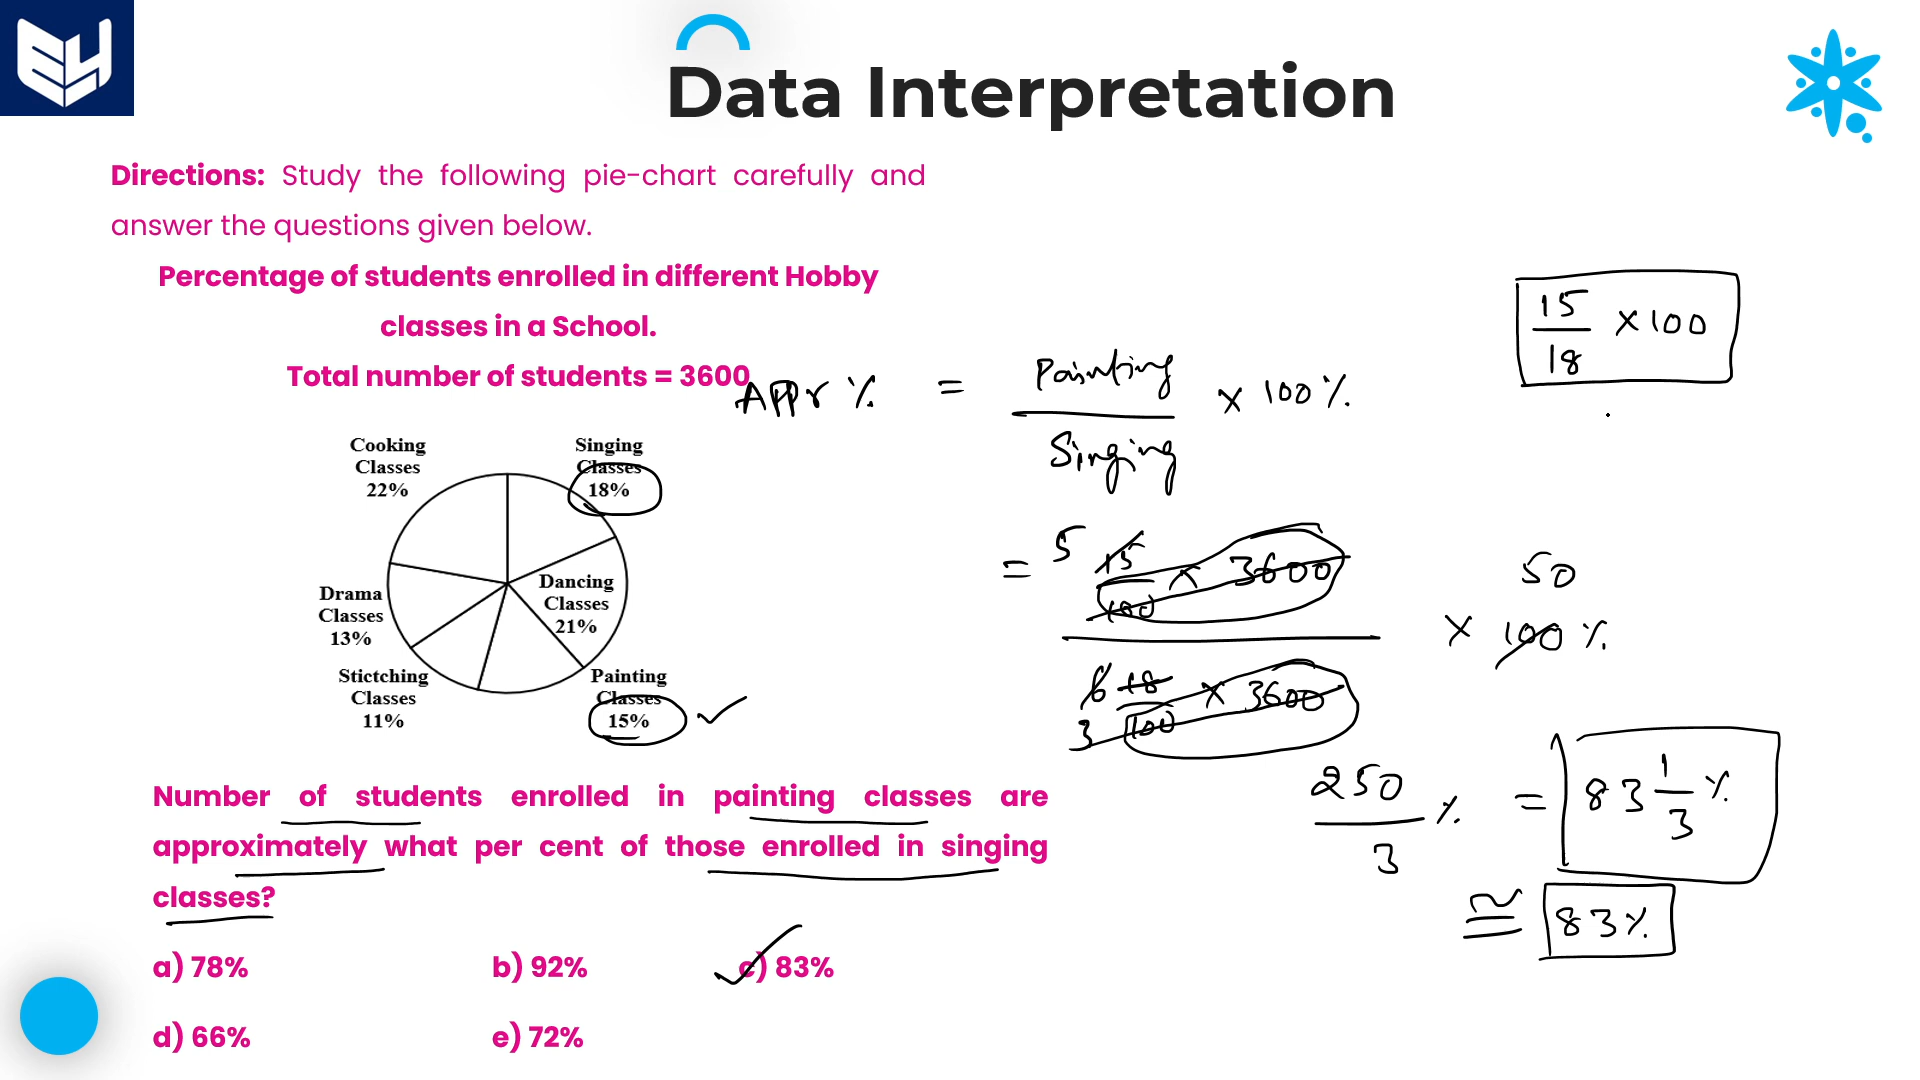 EY
Data Interpretation
Directions: Study the following pie-chart carefully and
answer the questions given below.
Percentage of students enrolled in different Hobby
classes in a School.
Total number of students = 3600
Cooking
Classes
22%
Singing
Classes
18%
Dancing
Classes
21%
Drama
Classes
13%
Stictching
Classes
11%
Painting
Classes
15%
Number of students enrolled in painting classes are
approximately what per cent of those enrolled in singing
classes?
a) 78%
b) 92%
c) 83%
d) 66%
e) 72%
APPr % = Painting / Singing × 100 %
15 / 18 × 100
= 5 15 / 100 × 3600
6 18 / 3 100 × 3600
50
× 100 %
250 / 3 % = 83 1/3 %
≅ 83%